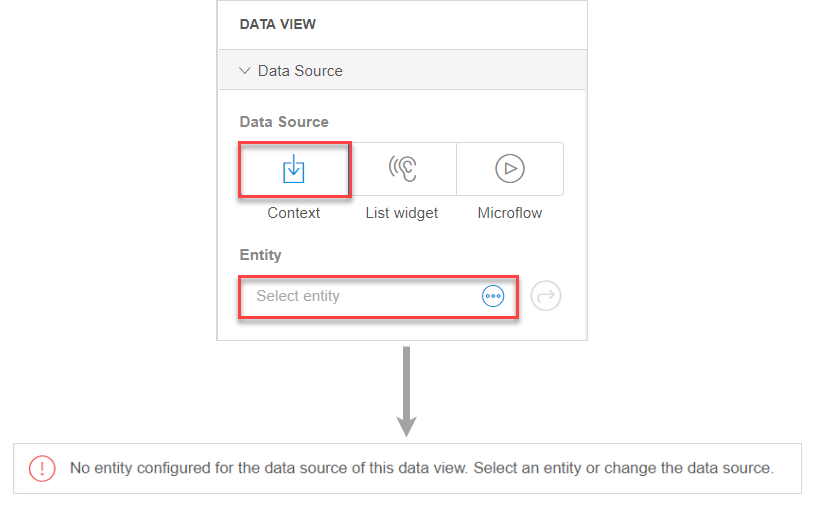 DATA VIEW
Data Source
Data Source
Context
List widget
Microflow
Entity
Select entity
No entity configured for the data source of this data view. Select an entity or change the data source.